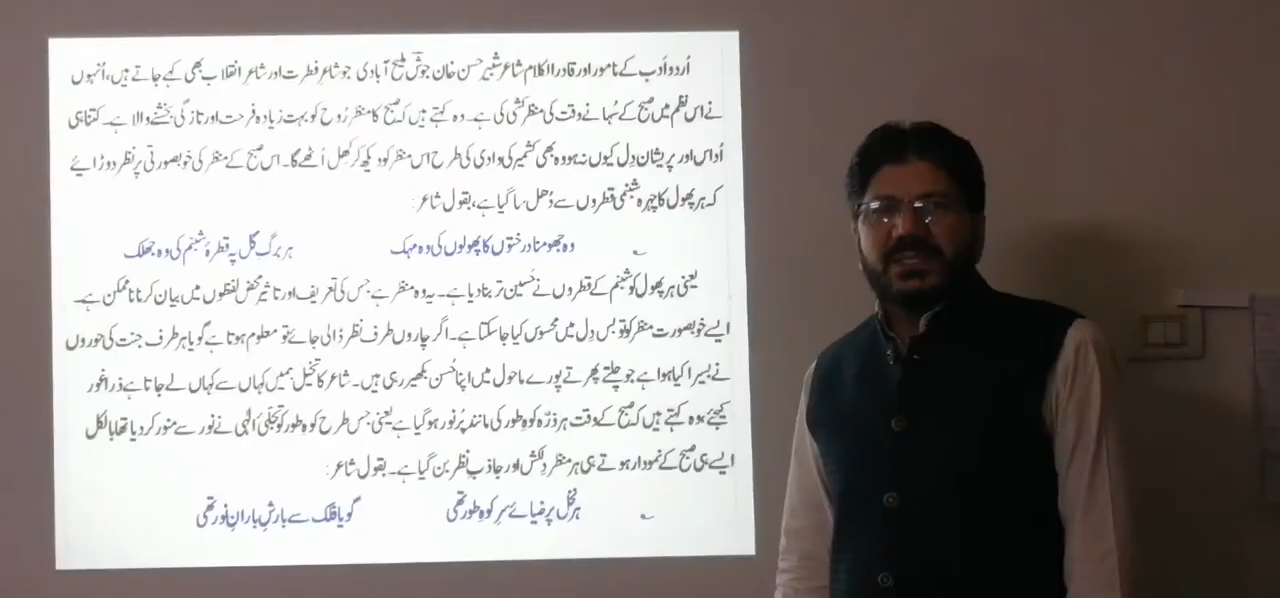 اُردو اَدب کے نامور اور قادر الکلام شاعر شبیر حسن خان جوشؔ ملیح آبادی جو شاعرِ فطرت اور شاعرِ انقلاب بھی کہے جاتے ہیں، اُنہوں
نے اس نظم میں صبح کے سُہانے وقت کی منظر کشی کی ہے۔ وہ کہتے ہیں کہ صبح کا منظر رُوح کو بہت زیادہ فرحت اور تازگی بخشنے والا ہے۔ کتنا ہی
اُداس اور پریشان دِل کیوں نہ ہو وہ بھی کشمیر کی وادی کی طرح اس منظر کو دیکھ کر کھِل اُٹھے گا۔ اس صبح کے منظر کی خوبصورتی پر نظر دوڑائیے
کہ ہر پھول کا چہرہ شبنمی قطروں سے دُھل سا گیا ہے، بقول شاعر:
؎ وہ جھومنا درختوں کا پھولوں کی وہ مہک ہر برگِ گل پہ قطرۂ شبنم کی وہ جھلک
یعنی ہر پھول کو شبنم کے قطروں نے حَسین تر بنا دیا ہے۔ یہ وہ منظر ہے جس کی تعریف اور تاثیر محض لفظوں میں بیان کرنا ناممکن ہے۔
ایسے خوبصورت منظر کو تو بس دِل میں محسوس کیا جا سکتا ہے۔ اگر چاروں طرف نظر ڈالی جائے تو معلوم ہوتا ہے گویا ہر طرف جنت کی حوروں
نے بسیرا کیا ہوا ہے جو چلتے پھرتے پورے ماحول میں اپنا حُسن بکھیر رہی ہیں۔ شاعر کا تخیل ہمیں کہاں سے کہاں لے جاتا ہے ذرا غور
کیجئے، وہ کہتے ہیں کہ صبح کے وقت ہر ذرّہ کوہِ طور کی مانند پُر نور ہو گیا ہے یعنی جس طرح کوہِ طور کو تجلّیٔ الٰہی نے نور سے منور کر دیا تھا بالکل
ایسے ہی صبح کے نمودار ہوتے ہی ہر منظر دِلکش اور جاذبِ نظر بن گیا ہے۔ بقول شاعر:
؎ ہر نخل پر ضیائے سرِ کوہِ طور تھی گویا فلک سے بارشِ بارانِ نور تھی